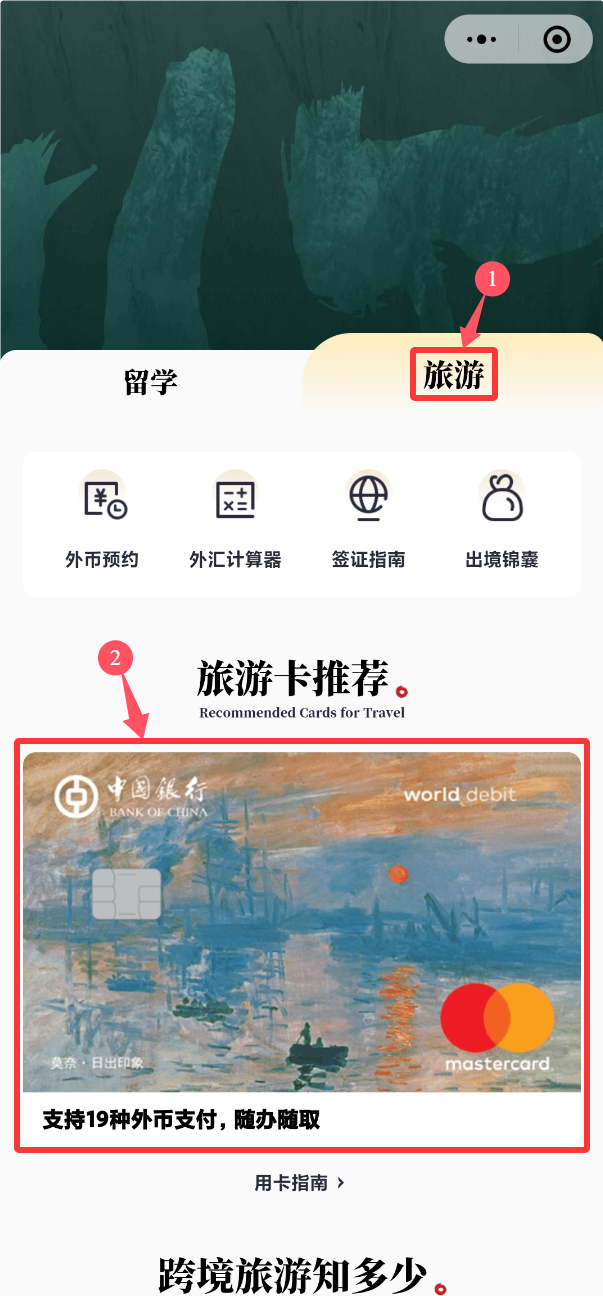 1
留学
旅游
外币预约
外汇计算器
签证指南
出境锦囊
2
旅游卡推荐
Recommended Cards for Travel
中国銀行
BANK OF CHINA
world debit
莫奈·日出印象
mastercard
支持19种外币支付，随办随取
用卡指南 ›
跨境旅游知多少